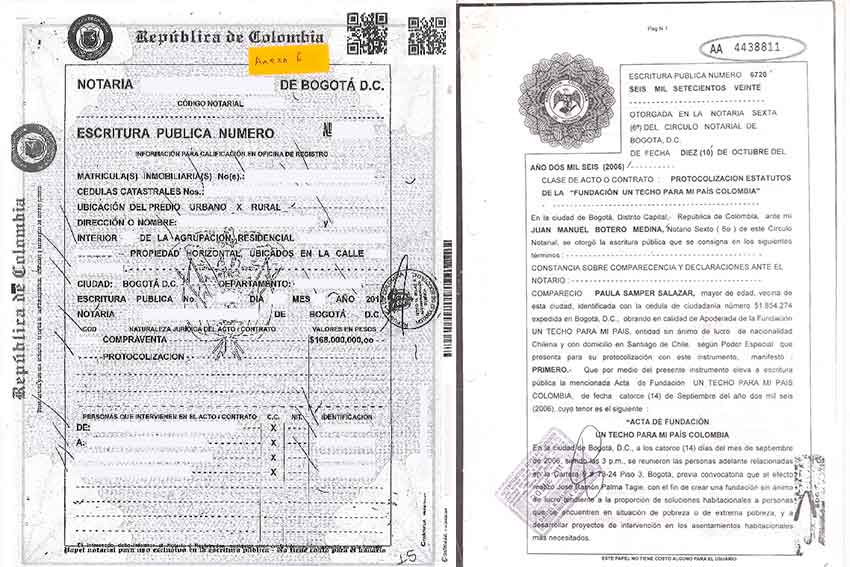 República de Colombia
Anexo 6
NOTARIA DE BOGOTÁ D.C.
CÓDIGO NOTARIAL
ESCRITURA PUBLICA NUMERO Nº
INFORMACIÓN PARA CALIFICACIÓN EN OFICINA DE REGISTRO
MATRICULA(S) INMOBILIARIA(S) No(e):
CEDULAS CATASTRALES Nos.:
UBICACIÓN DEL PREDIO URBANO X RURAL
DIRECCIÓN O NOMBRE: y
INTERIOR DE LA AGRUPACIÓN RESIDENCIAL
PROPIEDAD HORIZONTAL, UBICADOS EN LA CALLE
CIUDAD: BOGOTÁ D.C. DEPARTAMENTO:
ESCRITURA PUBLICA No DIA MES AÑO 2012
NOTARIA DE BOGOTÁ D.C.
COD NATURALEZA JURÍDICA DEL ACTO / CONTRATO VALORES EN PESOS
COMPRAVENTA $168.000,000,oo
PROTOCOLIZACION
PERSONAS QUE INTERVIENEN EN EL ACTO / CONTRATO C.C. NIT. IDENTIFICACION
DE: X
A: X
X
X
Papel notarial para uso exclusivo en la escritura pública - No tiene costo para el usuario
República de Colombia
Pag N 1
AA 4438811
ESCRITURA PUBLICA NUMERO 6720
SEIS MIL SETECIENTOS VEINTE
OTORGADA EN LA NOTARIA SEXTA
(6ª) DEL CIRCULO NOTARIAL DE
BOGOTA, D.C.
DE FECHA DIEZ (10) DE OCTUBRE DEL
AÑO DOS MIL SEIS (2006)
CLASE DE ACTO O CONTRATO : PROTOCOLIZACION ESTATUTOS
DE LA "FUNDACIÓN UN TECHO PARA MI PAÍS COLOMBIA"
En la ciudad de Bogotá, Distrito Capital, República de Colombia, ante mi
JUAN MANUEL BOTERO MEDINA, Notario Sexto ( 6o ) de este Circulo
Notarial, se otorgó la escritura pública que se consigna en los siguientes
términos :
CONSTANCIA SOBRE COMPARECENCIA Y DECLARACIONES ANTE EL
NOTARIO :
COMPARECIO PAULA SAMPER SALAZAR, mayor de edad, vecina de
esta ciudad, identificada con la cédula de ciudadanía número 51.854.274
expedida en Bogotá, D.C., obrando en calidad de Apoderada de la Fundación
UN TECHO PARA MI PAIS, entidad sin ánimo de lucro de nacionalidad
Chilena y con domicilio en Santiago de Chile, según Poder Especial que
presenta para su protocolización con este instrumento, manifestó :
PRIMERO.- Que por medio del presente instrumento eleva a escritura
pública la mencionada Acta de Fundación UN TECHO PARA MI PAIS
COLOMBIA, de fecha catorce (14) de Septiembre del año dos mil seis
(2006), cuyo tenor es el siguiente :
"ACTA DE FUNDACIÓN
UN TECHO PARA MI PAÍS COLOMBIA
En la ciudad de Bogotá, D.C., a los catorce (14) días del mes de septiembre
de 2006, siendo las 3 p.m., se reunieron las personas adelante relacionadas
en la Carrera 9 # 78-24 Piso 3, Bogotá, previa convocatoria que al efecto
realizó José Ramón Palma Tagle, con el fin de crear una fundación sin ánimo
de lucro tendiente a la proporción de soluciones habitacionales a personas
que se encuentren en situación de pobreza o de extrema pobreza, y a
desarrollar proyectos de intervención en los asentamientos habitacionales
más necesitados.
ESTE PAPEL NO TIENE COSTO ALGUNO PARA EL USUARIO